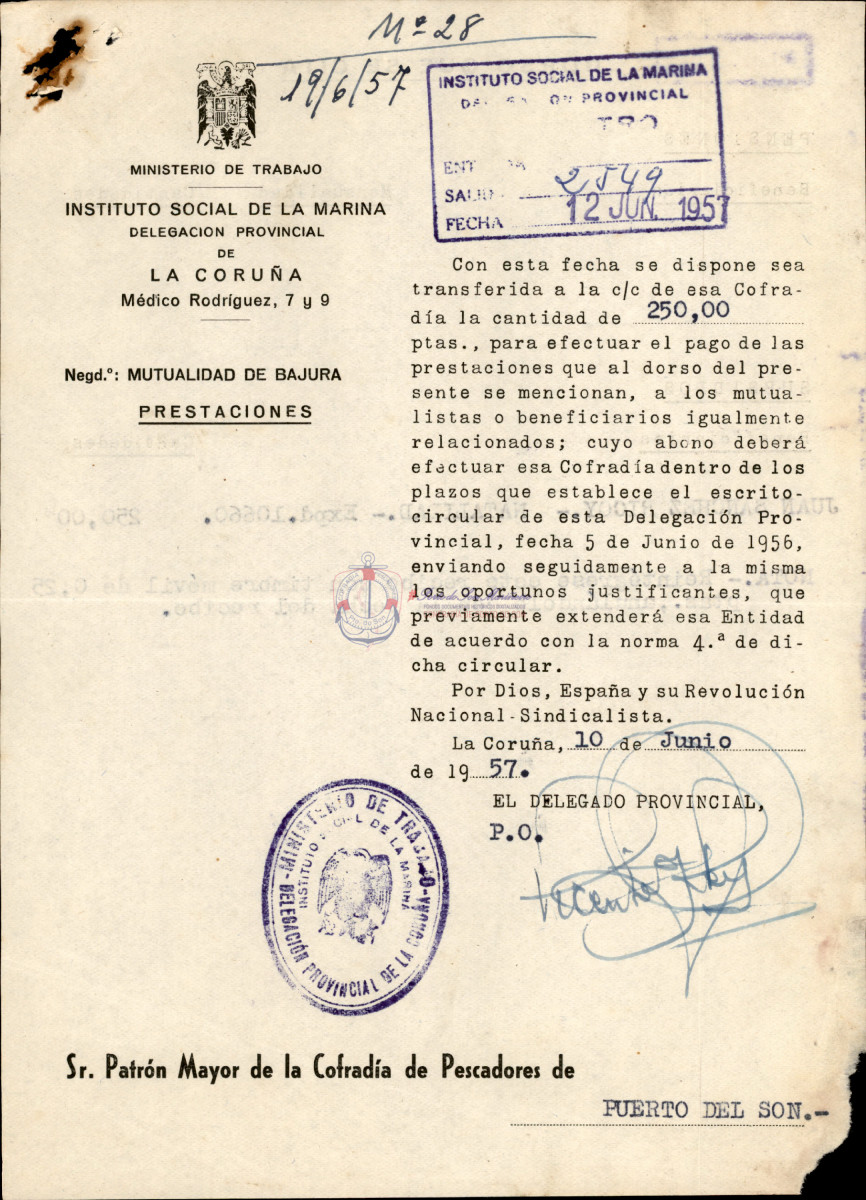 Nº 28
19/6/57
INSTITUTO SOCIAL DE LA MARINA
PROVINCIAL
2,549
SALIDA
FECHA 12 JUN. 1957
MINISTERIO DE TRABAJO
INSTITUTO SOCIAL DE LA MARINA
DELEGACION PROVINCIAL
DE
LA CORUÑA
Médico Rodríguez, 7 y 9
Negd.º: MUTUALIDAD DE BAJURA
PRESTACIONES
Con esta fecha se dispone sea
transferida a la c/c de esa Cofra-
día la cantidad de 250,00
ptas., para efectuar el pago de las
prestaciones que al dorso del pre-
sente se mencionan, a los mutua-
listas o beneficiarios igualmente
relacionados; cuyo abono deberá
efectuar esa Cofradía dentro de los
plazos que establece el escrito-
circular de esta Delegación Pro-
vincial, fecha 5 de Junio de 1956,
enviando seguidamente a la misma
los oportunos justificantes, que
previamente extenderá esa Entidad
de acuerdo con la norma 4.ª de di-
cha circular.
Por Dios, España y su Revolución
Nacional-Sindicalista.
La Coruña, 10 de Junio
de 1957.
EL DELEGADO PROVINCIAL,
P.O.
Vicente
MINISTERIO DE TRABAJO
INSTITUTO SOCIAL DE LA MARINA
DELEGACIÓN PROVINCIAL DE LA CORUÑA
Sr. Patrón Mayor de la Cofradía de Pescadores de
PUERTO DEL SON.-